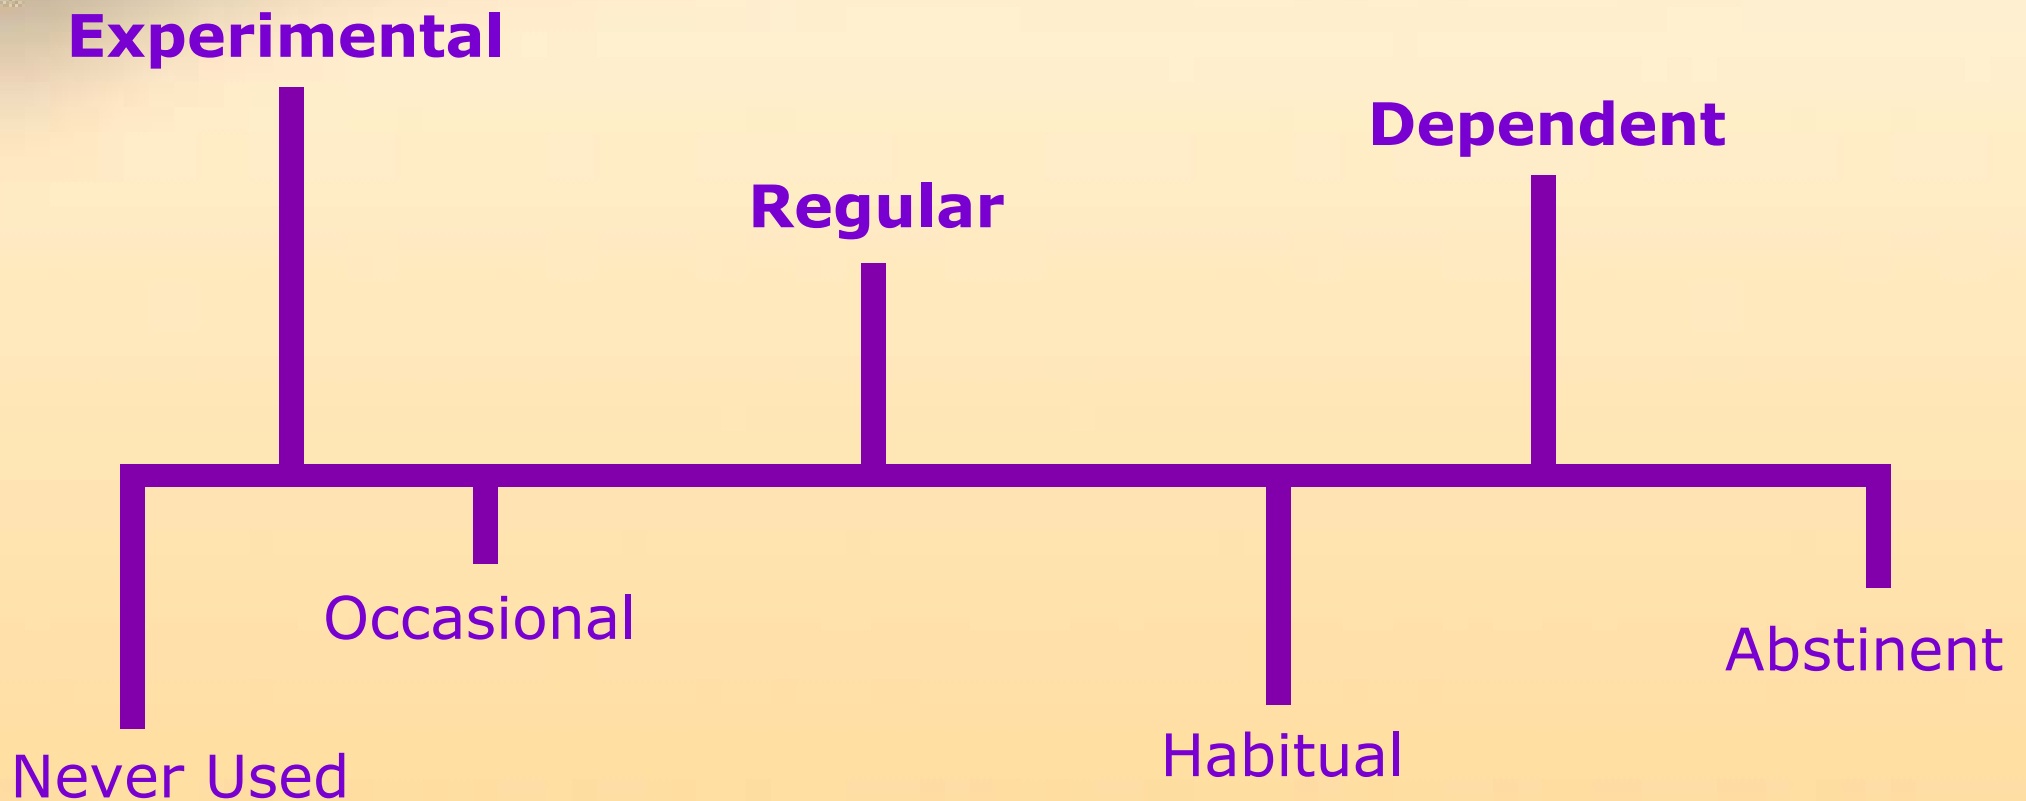 Experimental
Dependent
Regular
Occasional
Abstinent
Habitual
Never Used